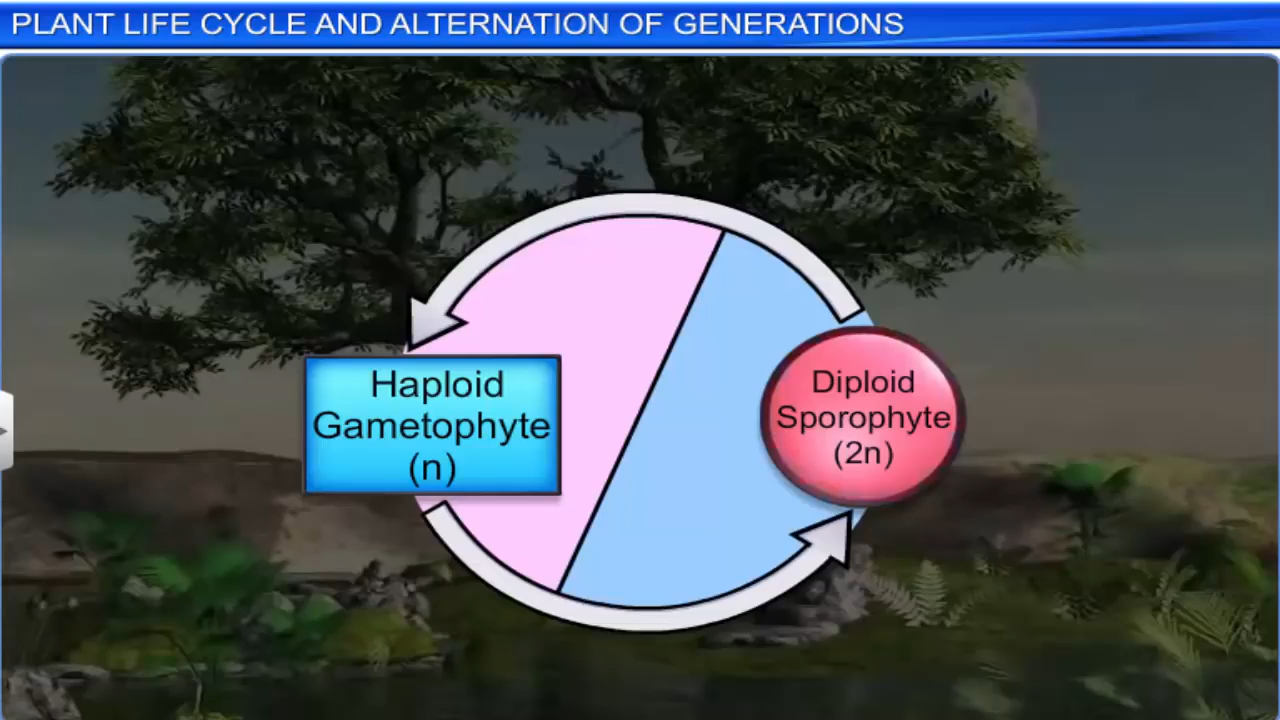 PLANT LIFE CYCLE AND ALTERNATION OF GENERATIONS
Haploid
Gametophyte
(n)
Diploid
Sporophyte
(2n)